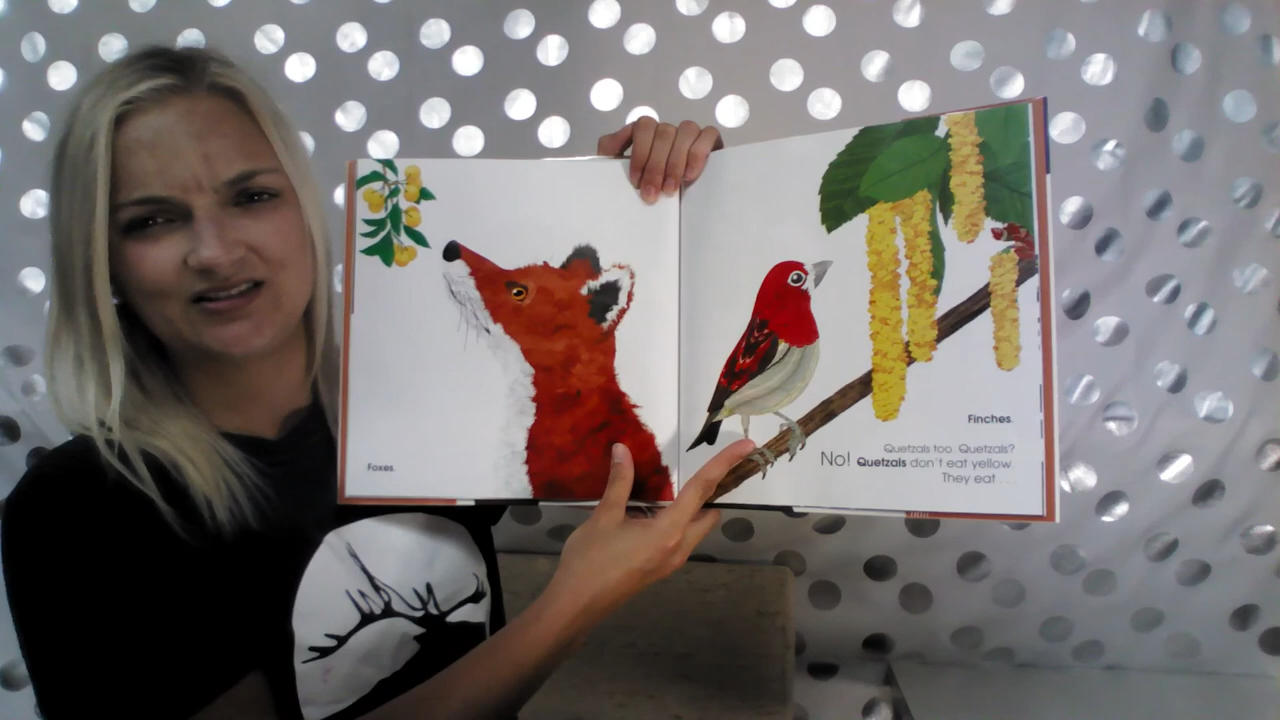 Foxes.
Finches.
Quetzals too. Quetzals?
No! Quetzals don't eat yellow.
They eat . . .